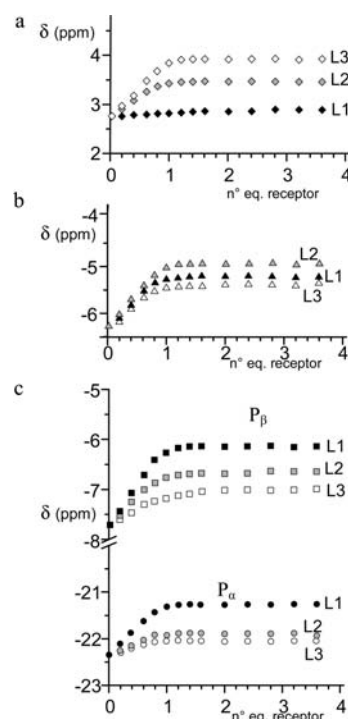 a
δ (ppm)
4
3
2
L3
L2
L1
0 1 2 3 4
n° eq. receptor
b
δ (ppm)
-4
-5
-6
L2
L1
L3
0 1 2 3 4
n° eq. receptor
c
-5
-6
-7
-8
δ (ppm)
-21
-22
-23
Pβ
L1
L2
L3
Pα
L1
L2
L3
0 1 2 3 4
n° eq. receptor